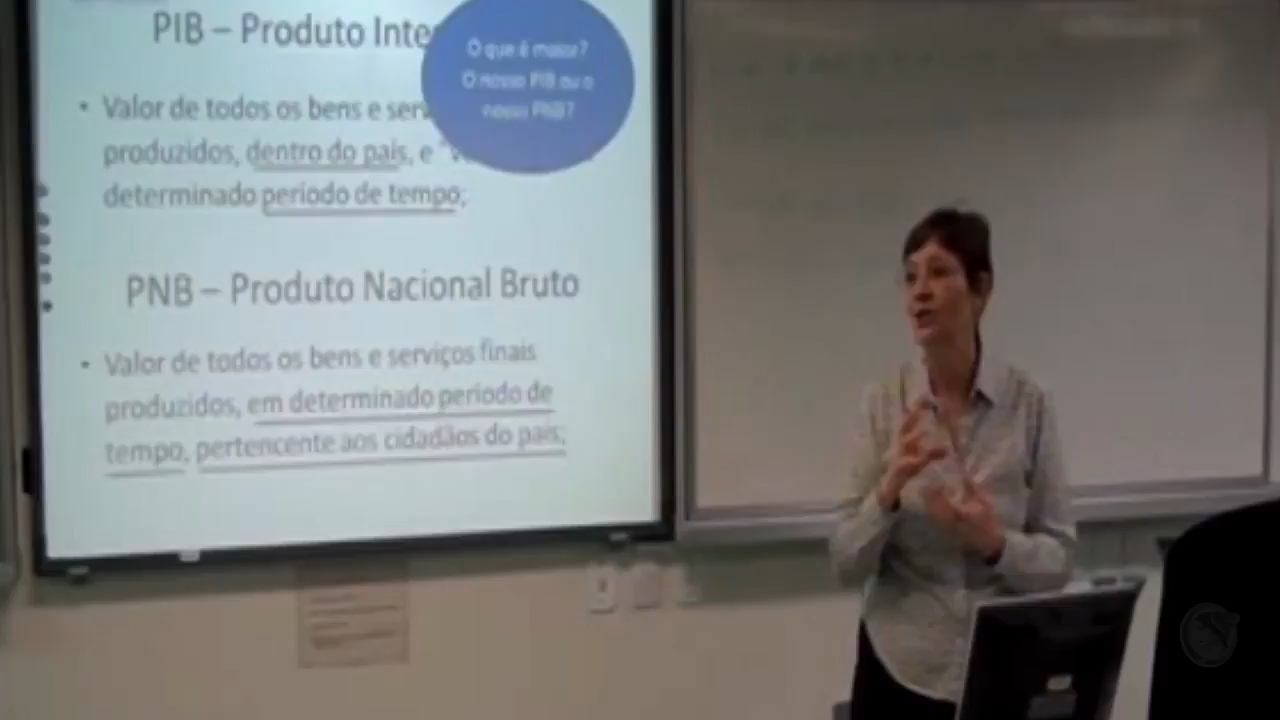 PIB – Produto Inte
O que é maior?
O nosso PIB ou o
nosso PNB?
• Valor de todos os bens e serv
produzidos, dentro do pais, e
determinado período de tempo;
PNB – Produto Nacional Bruto
• Valor de todos os bens e serviços finais
produzidos, em determinado período de
tempo, pertencente aos cidadãos do país;